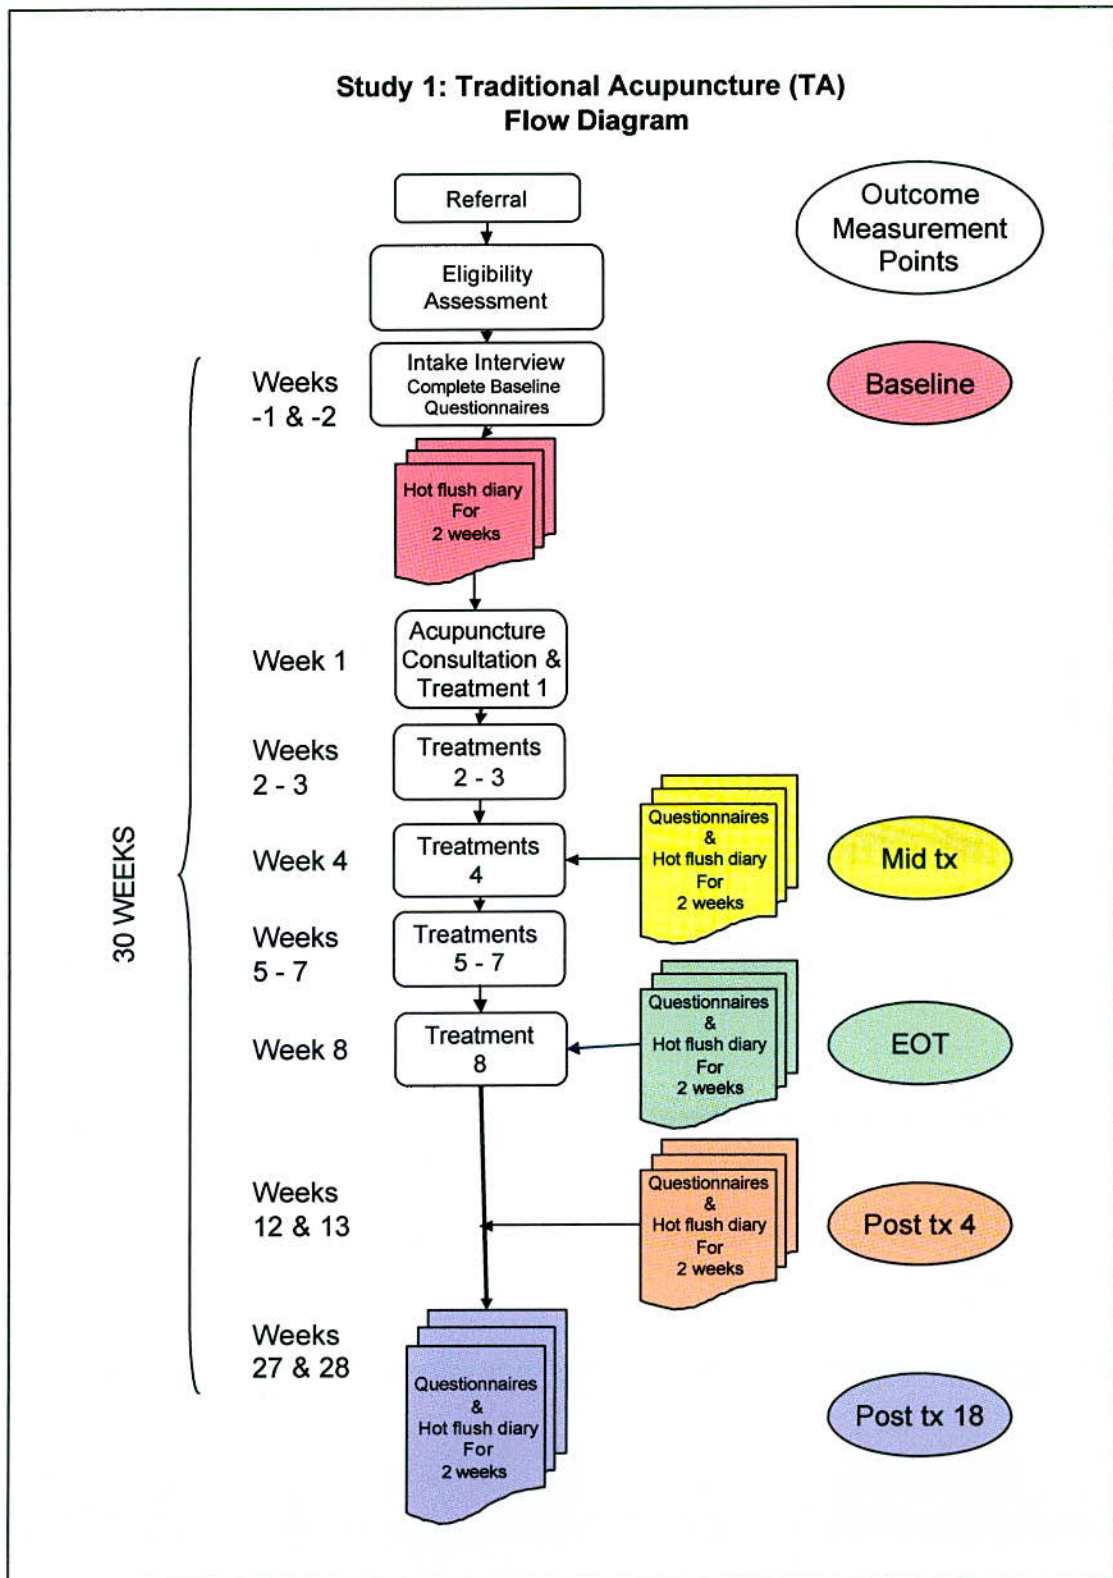 Study 1: Traditional Acupuncture (TA)
Flow Diagram
Referral
Outcome
Measurement
Points
Eligibility
Assessment
Weeks
-1 & -2
Intake Interview
Complete Baseline
Questionnaires
Baseline
Hot flush diary
For
2 weeks
Week 1
Acupuncture
Consultation &
Treatment 1
Weeks
2 - 3
Treatments
2 - 3
30 WEEKS
Week 4
Treatments
4
Questionnaires
&
Hot flush diary
For
2 weeks
Mid tx
Weeks
5 - 7
Treatments
5 - 7
Week 8
Treatment
8
Questionnaires
&
Hot flush diary
For
2 weeks
EOT
Weeks
12 & 13
Questionnaires
&
Hot flush diary
For
2 weeks
Post tx 4
Weeks
27 & 28
Questionnaires
&
Hot flush diary
For
2 weeks
Post tx 18